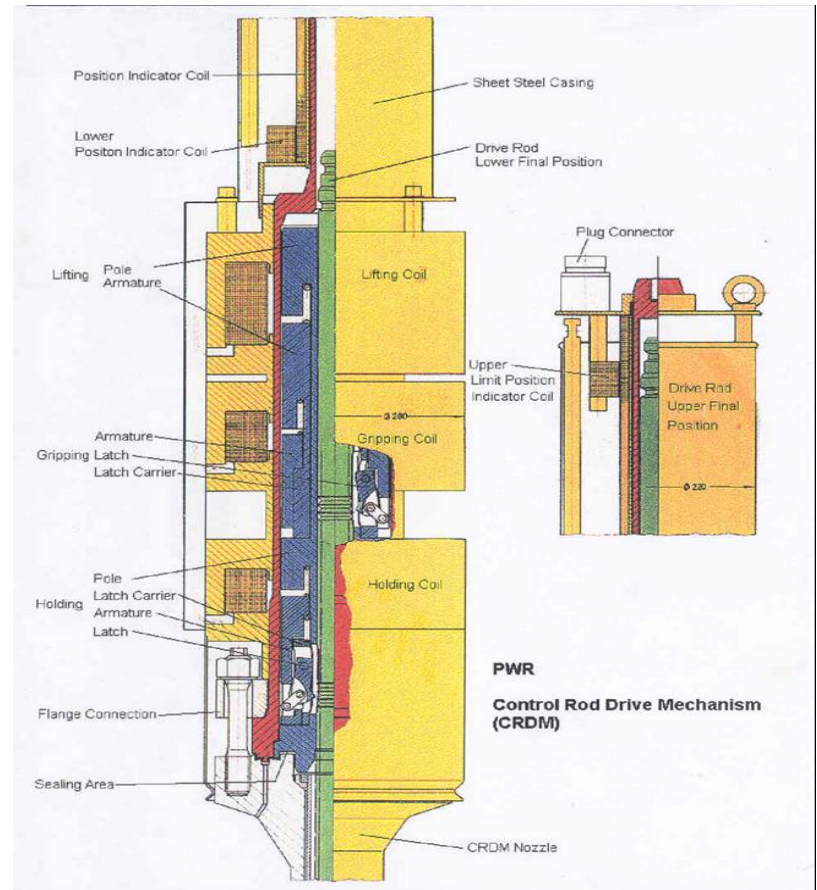 Position Indicator Coil
Sheet Steel Casing
Lower
Positon Indicator Coil
Drive Rod
Lower Final Position
Plug Connector
Lifting
Pole
Armature
Lifting Coil
Upper
Limit Position
Indicator Coil
Drive Rod
Upper Final
Position
Ø 280
Armature
Gripping Latch
Latch Carrier
Gripping Coil
Ø 220
Pole
Latch Carrier
Holding Armature
Latch
Holding Coil
PWR
Control Rod Drive Mechanism
(CRDM)
Flange Connection
Sealing Area
CRDM Nozzle